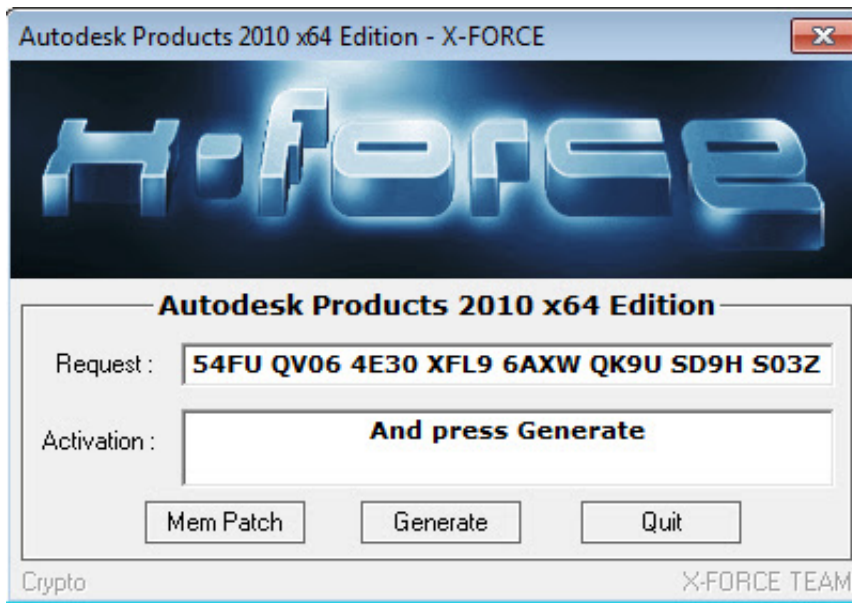 Autodesk Products 2010 x64 Edition - X-FORCE
x-force
Autodesk Products 2010 x64 Edition
Request : 54FU QV06 4E30 XFL9 6AXW QK9U SD9H S03Z
Activation : And press Generate
Mem Patch Generate Quit
Crypto X-FORCE TEAM